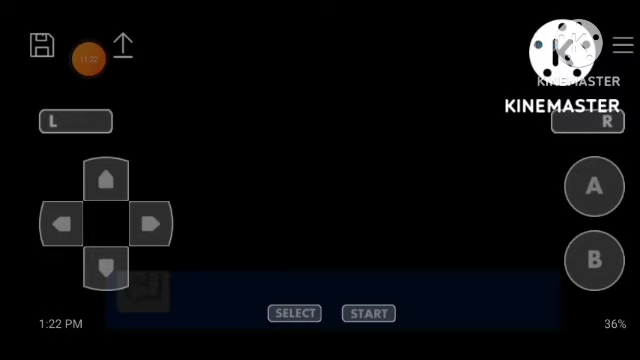 11:22
KINEMASTER
KINEMASTER
L
R
A
B
SELECT
START
1:22 PM
36%